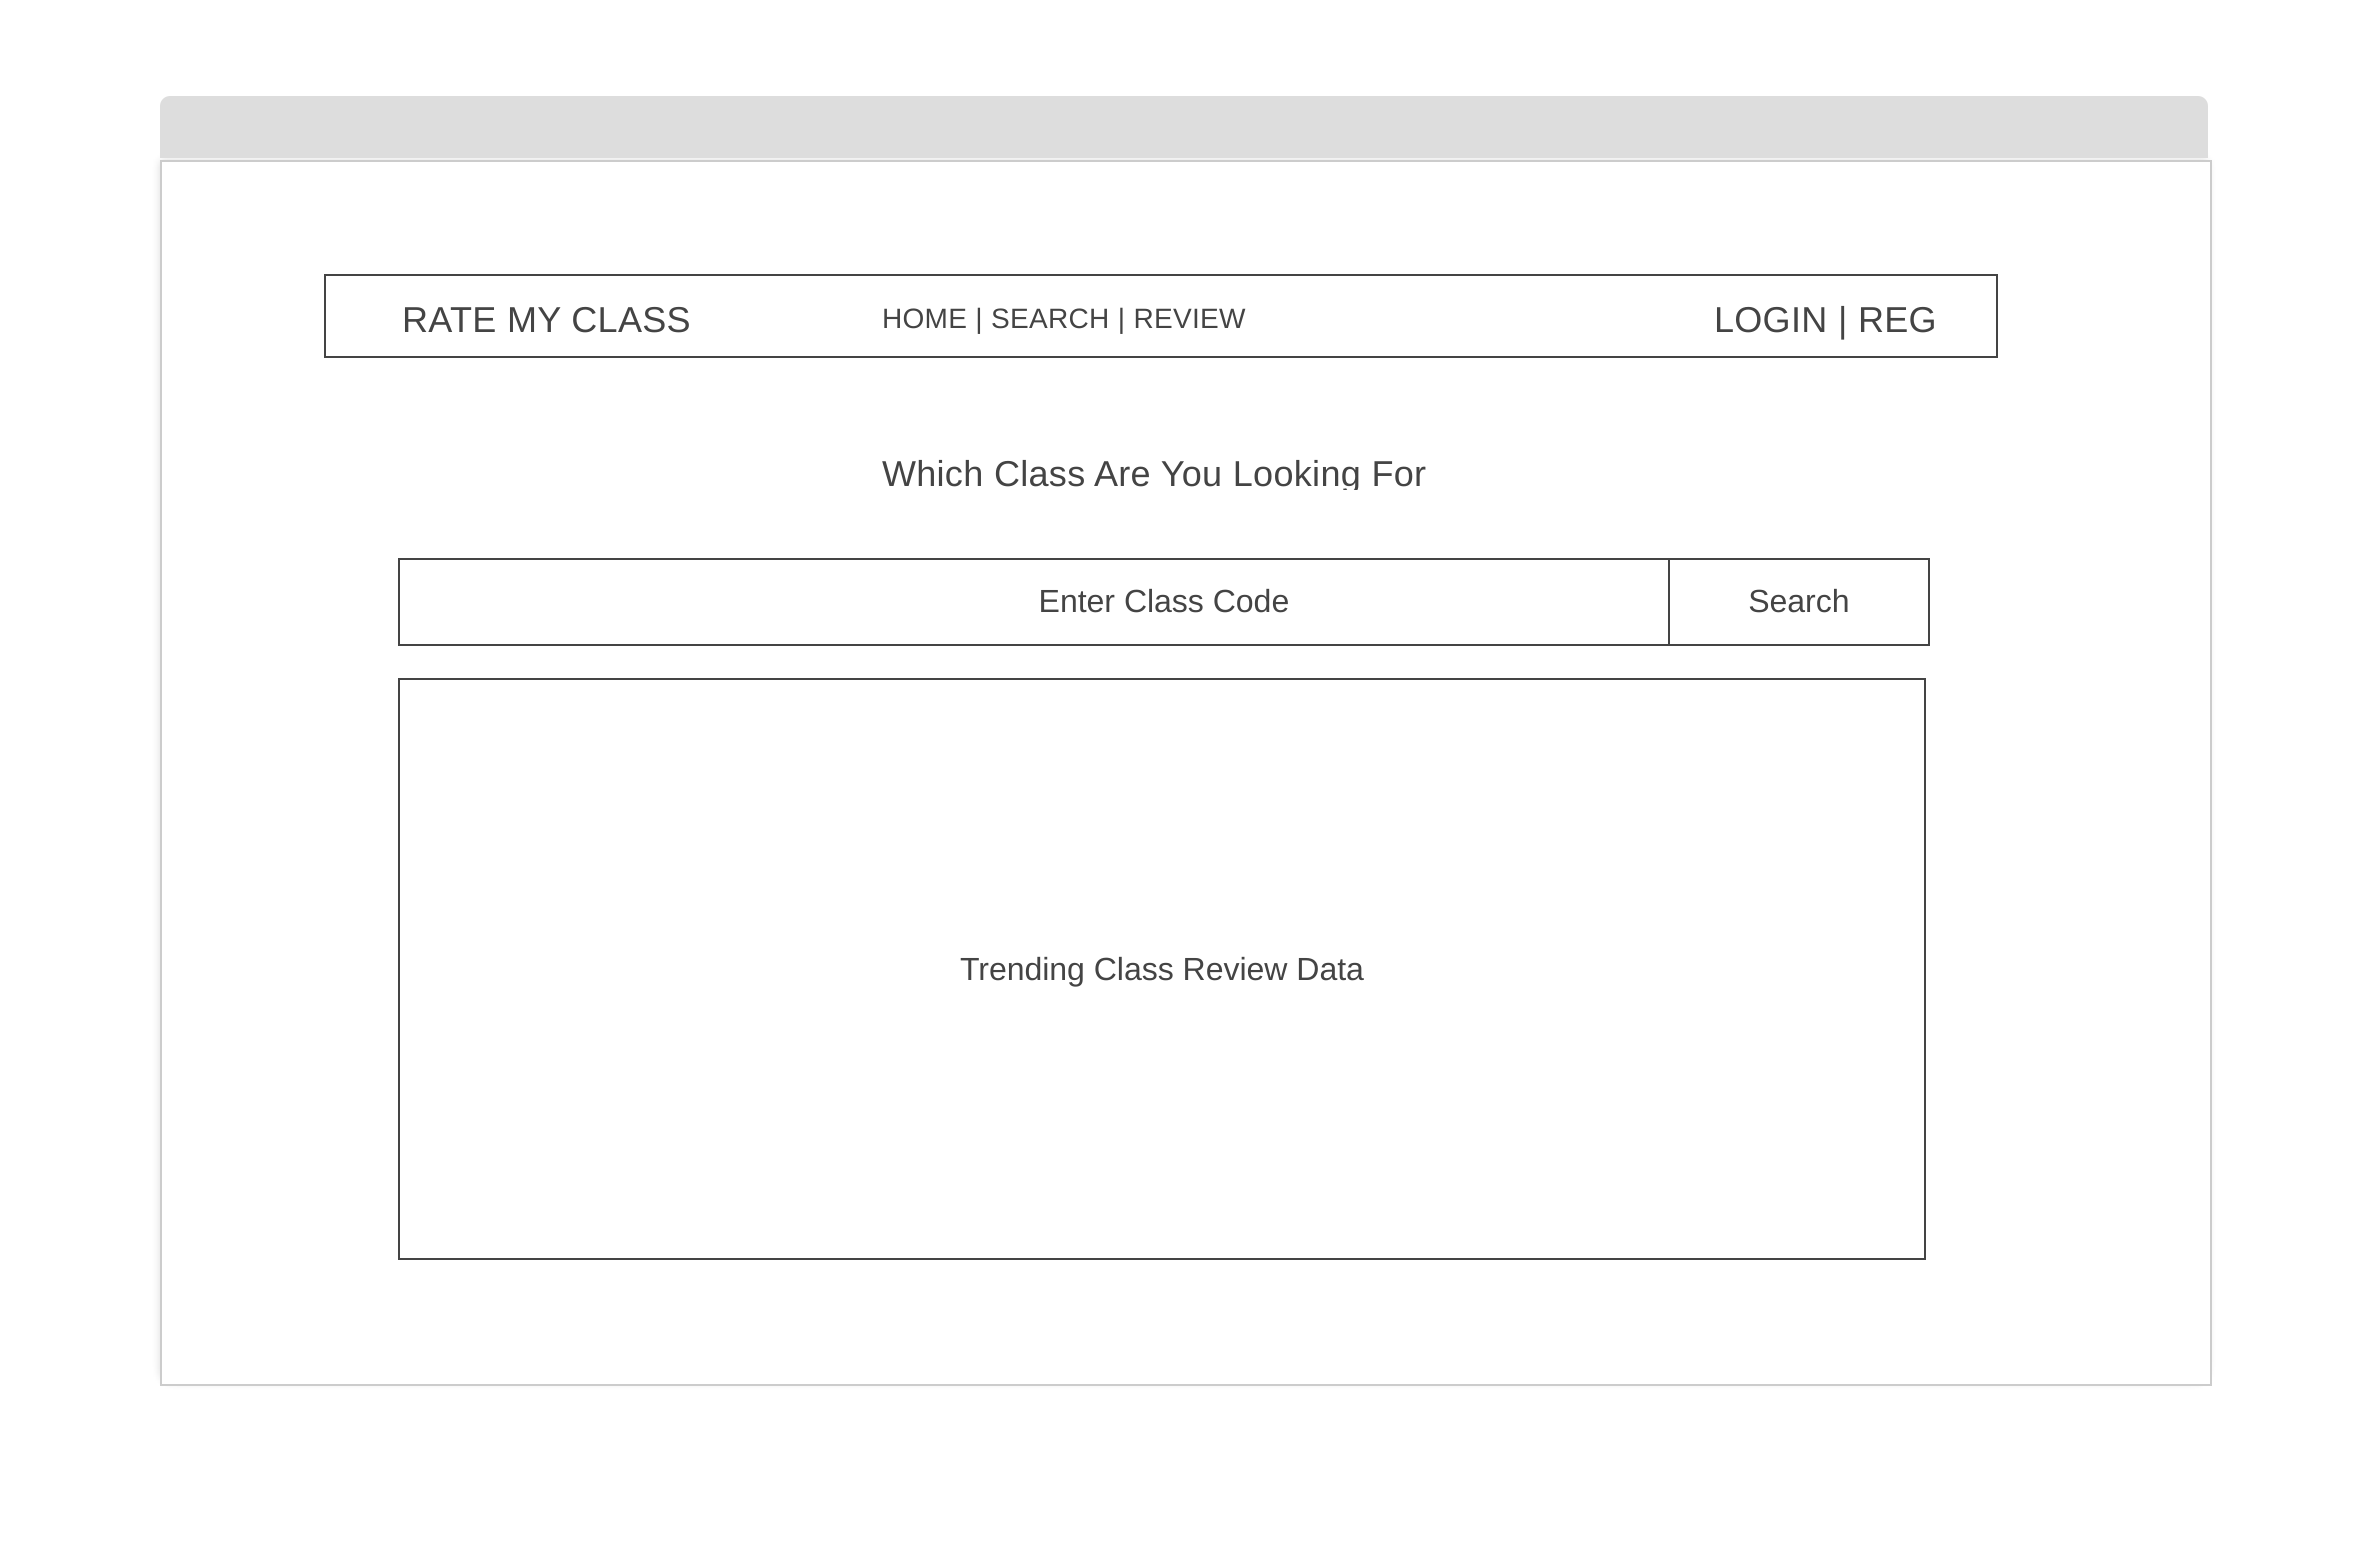 RATE MY CLASS HOME | SEARCH | REVIEW LOGIN | REG
Which Class Are You Looking For
Enter Class Code Search
Trending Class Review Data